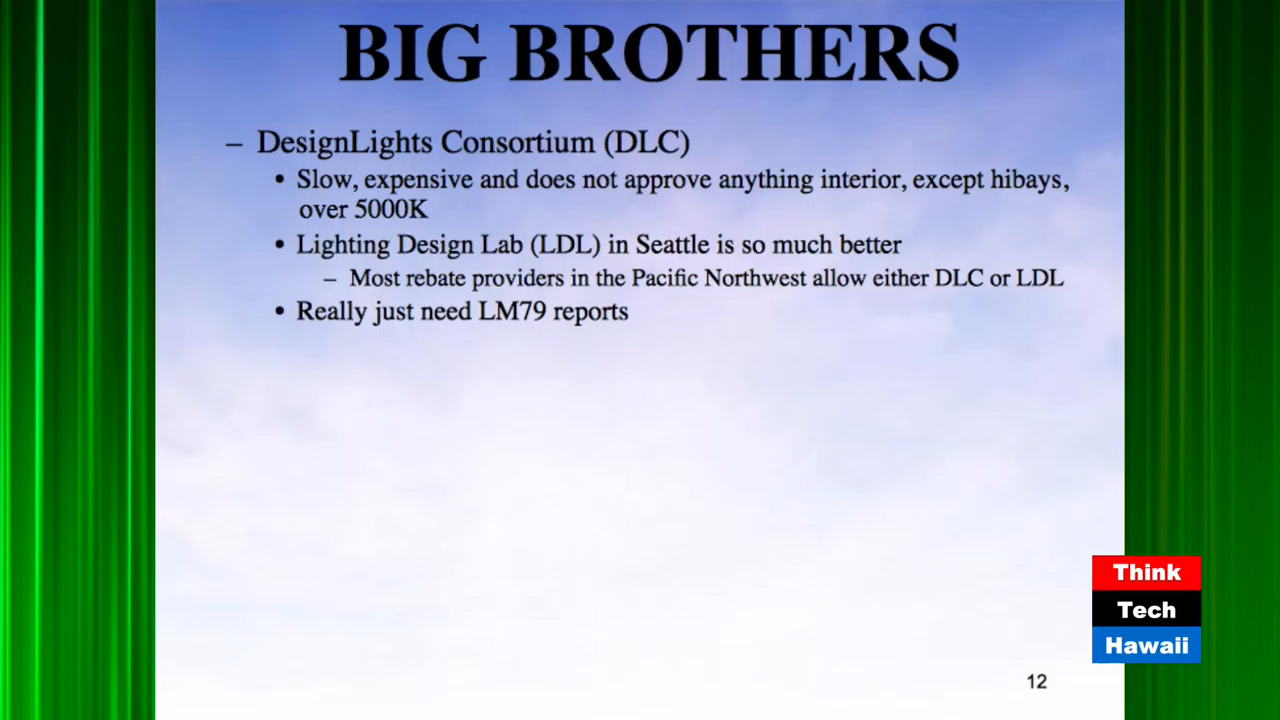 BIG BROTHERS
– DesignLights Consortium (DLC)
• Slow, expensive and does not approve anything interior, except hibays,
over 5000K
• Lighting Design Lab (LDL) in Seattle is so much better
– Most rebate providers in the Pacific Northwest allow either DLC or LDL
• Really just need LM79 reports
Think
Tech
Hawaii
12